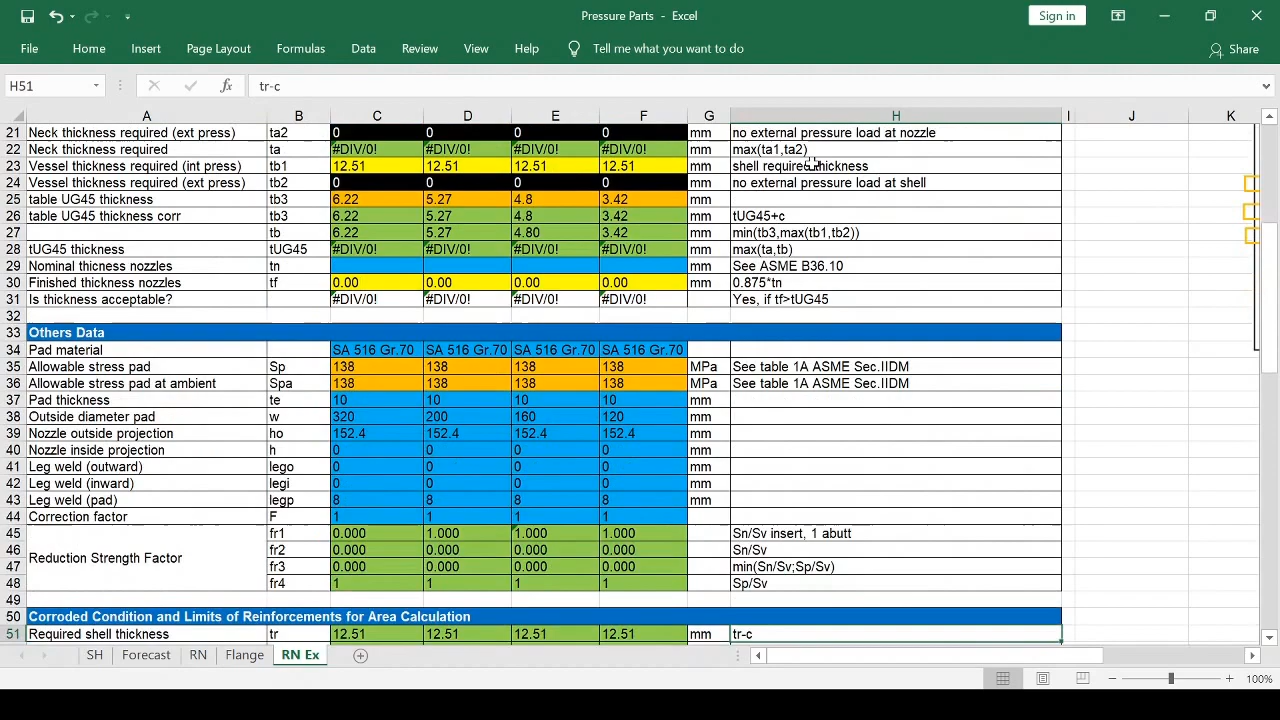 Pressure Parts - Excel
Sign in
File Home Insert Page Layout Formulas Data Review View Help Tell me what you want to do Share
H51 fx tr-c
A B C D E F G H I J K
21 Neck thickness required (ext press) ta2 0 0 0 0 mm no external pressure load at nozzle
22 Neck thickness required ta #DIV/0! #DIV/0! #DIV/0! #DIV/0! mm max(ta1,ta2)
23 Vessel thickness required (int press) tb1 12.51 12.51 12.51 12.51 mm shell required thickness
24 Vessel thickness required (ext press) tb2 0 0 0 0 mm no external pressure load at shell
25 table UG45 thickness tb3 6.22 5.27 4.8 3.42 mm
26 table UG45 thickness corr tb3 6.22 5.27 4.8 3.42 mm tUG45+c
27 tb 6.22 5.27 4.80 3.42 mm min(tb3,max(tb1,tb2))
28 tUG45 thickness tUG45 #DIV/0! #DIV/0! #DIV/0! #DIV/0! mm max(ta,tb)
29 Nominal thicness nozzles tn mm See ASME B36.10
30 Finished thickness nozzles tf 0.00 0.00 0.00 0.00 mm 0.875*tn
31 Is thickness acceptable? #DIV/0! #DIV/0! #DIV/0! #DIV/0! Yes, if tf>tUG45
32
33 Others Data
34 Pad material SA 516 Gr.70 SA 516 Gr.70 SA 516 Gr.70 SA 516 Gr.70
35 Allowable stress pad Sp 138 138 138 138 MPa See table 1A ASME Sec.IIDM
36 Allowable stress pad at ambient Spa 138 138 138 138 MPa See table 1A ASME Sec.IIDM
37 Pad thickness te 10 10 10 10 mm
38 Outside diameter pad w 320 200 160 120 mm
39 Nozzle outside projection ho 152.4 152.4 152.4 152.4 mm
40 Nozzle inside projection h 0 0 0 0 mm
41 Leg weld (outward) lego 0 0 0 0 mm
42 Leg weld (inward) legi 0 0 0 0 mm
43 Leg weld (pad) legp 8 8 8 8 mm
44 Correction factor F 1 1 1 1
45 fr1 0.000 1.000 1.000 1.000 Sn/Sv insert, 1 abutt
46 Reduction Strength Factor fr2 0.000 0.000 0.000 0.000 Sn/Sv
47 fr3 0.000 0.000 0.000 0.000 min(Sn/Sv;Sp/Sv)
48 fr4 1 1 1 1 Sp/Sv
49
50 Corroded Condition and Limits of Reinforcements for Area Calculation
51 Required shell thickness tr 12.51 12.51 12.51 12.51 mm tr-c
SH Forecast RN Flange RN Ex
100%